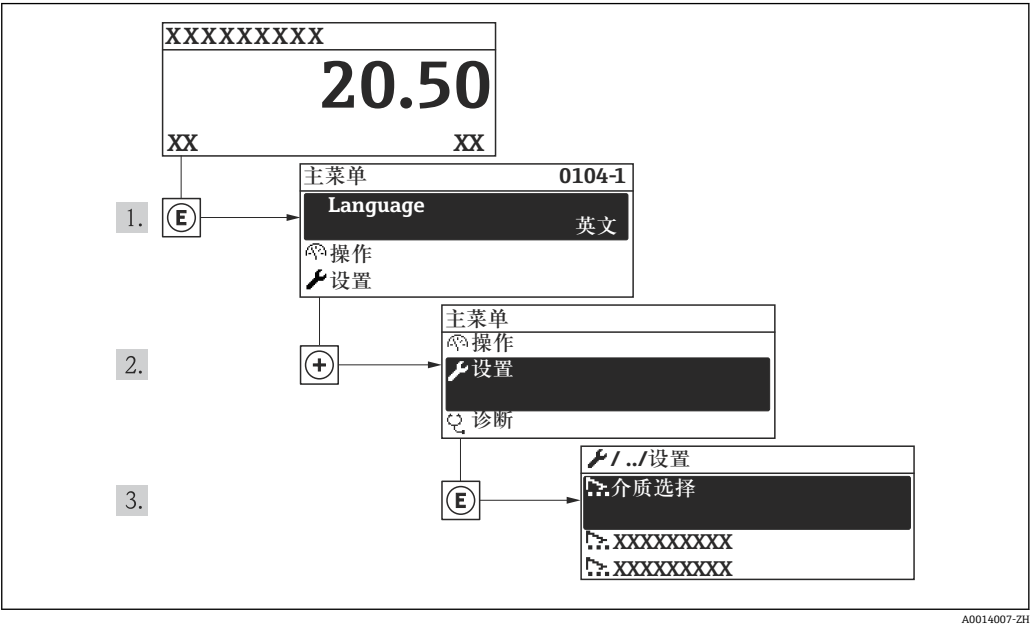 XXXXXXXXX
20.50
XX XX
主菜单 0104-1
1. E Language
英文
操作
设置
主菜单
操作
2. + 设置
诊断
/ ../设置
3. E 介质选择
XXXXXXXXX
XXXXXXXXX
A0014007-ZH